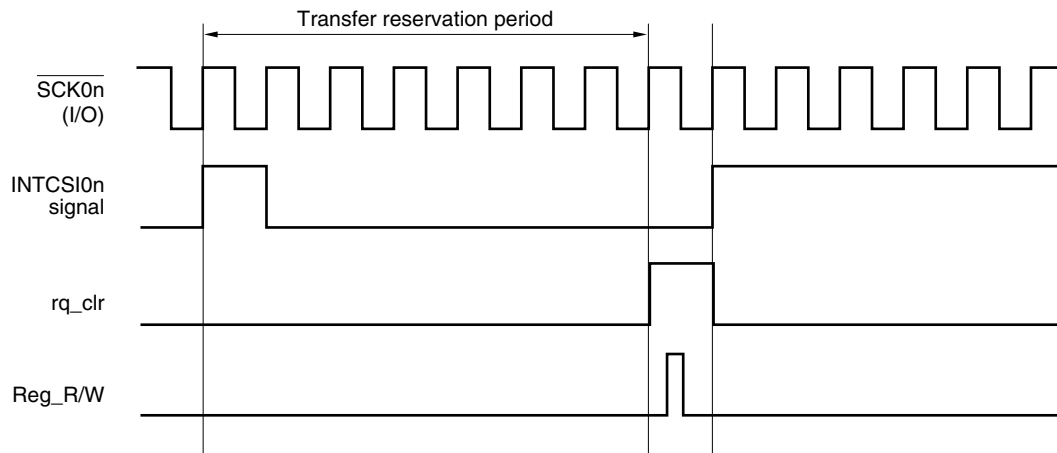 Transfer reservation period
SCK0n
(I/O)
INTCSI0n
signal
rq_clr
Reg_R/W